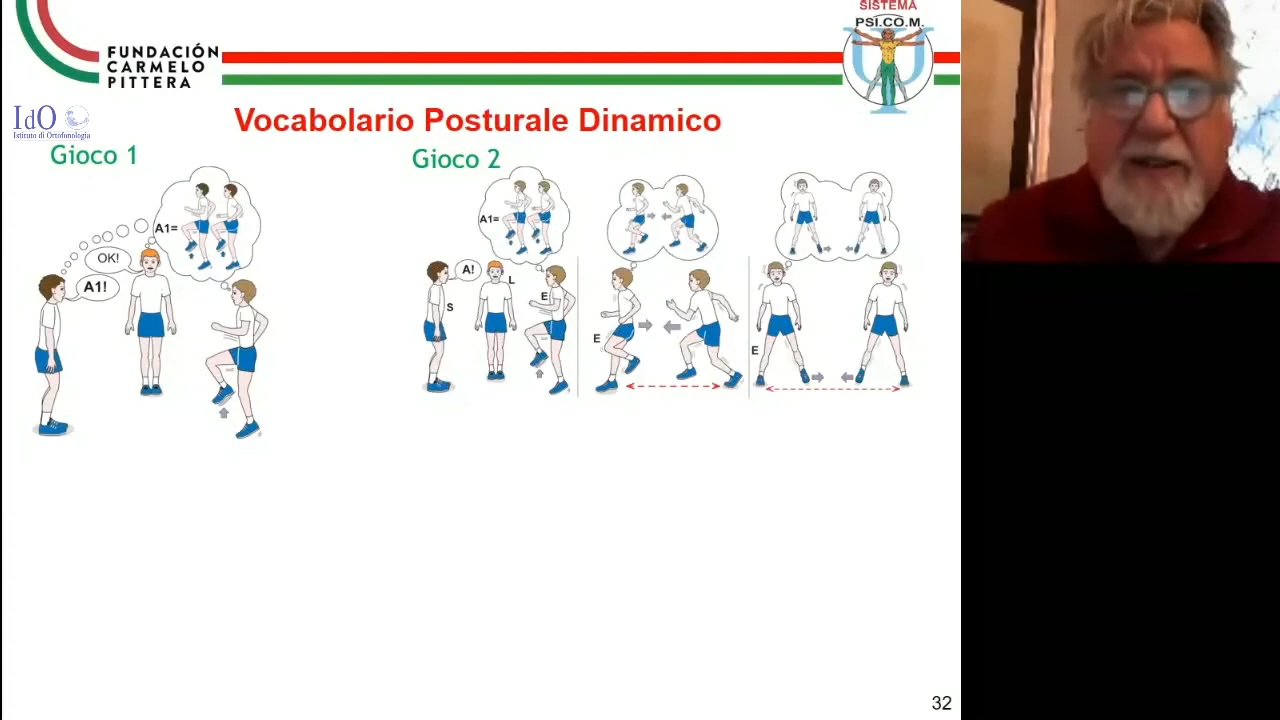 SISTEMA
PSI.CO.M.
FUNDACIÓN
CARMELO
PITTERA
IdO
Istituto di Ortofonologia
Vocabolario Posturale Dinamico
Gioco 1
Gioco 2
A1=
OK!
A1!
A1=
A!
L
S
E
E
E
32